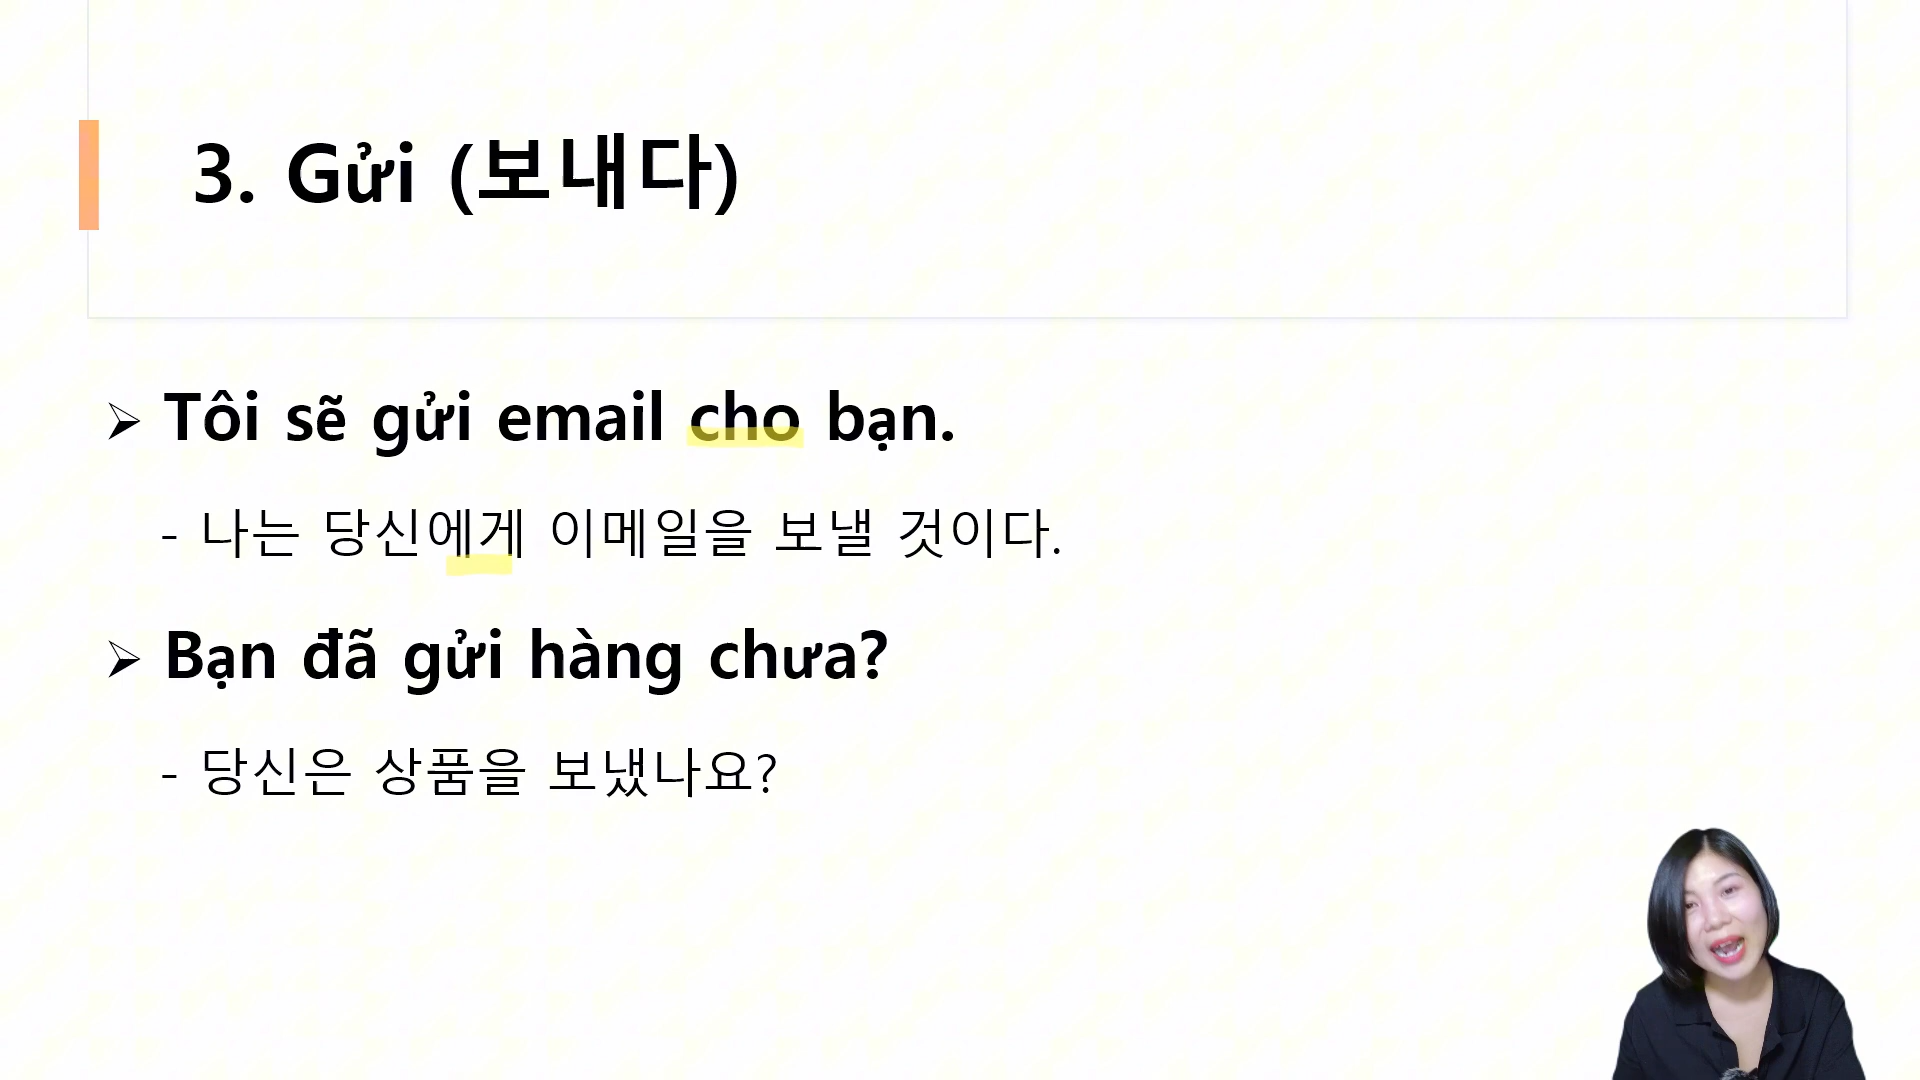 3. Gửi (보내다)
➢ Tôi sẽ gửi email cho bạn.
- 나는 당신에게 이메일을 보낼 것이다.
➢ Bạn đã gửi hàng chưa?
- 당신은 상품을 보냈나요?